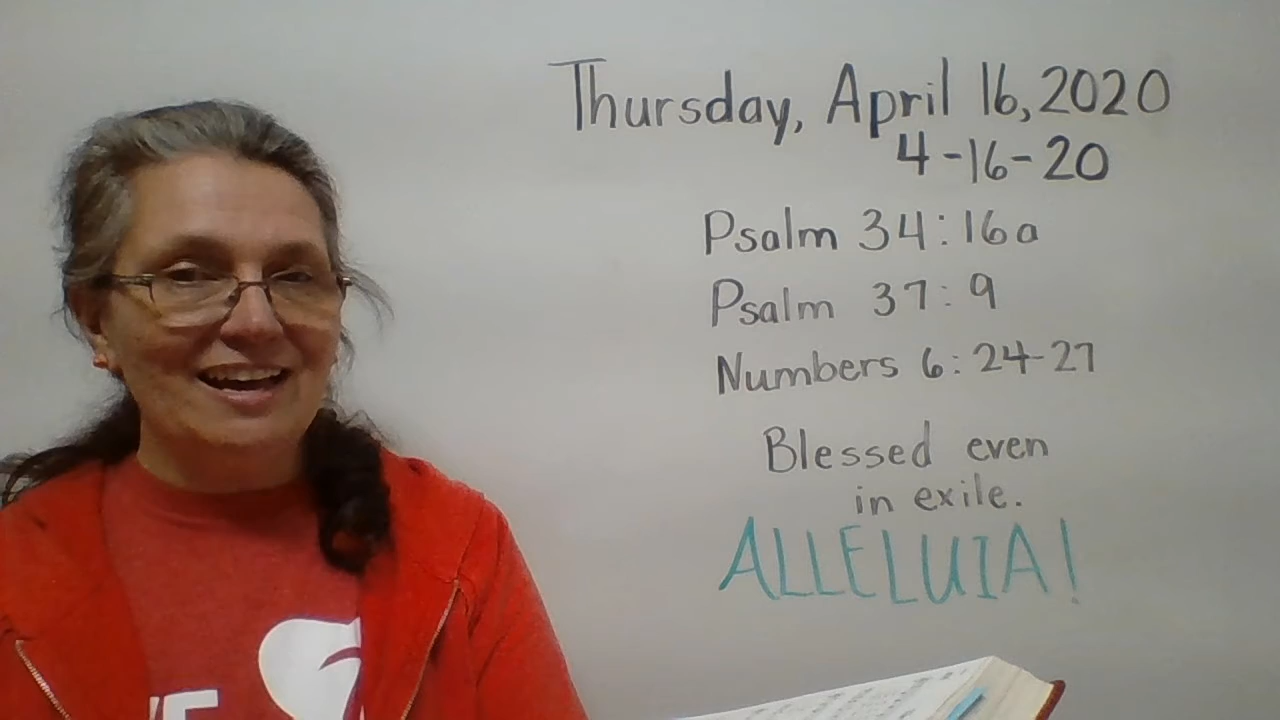 Thursday, April 16, 2020
4-16-20
Psalm 34:16a
Psalm 37:9
Numbers 6:24-27
Blessed even
in exile.
ALLELUIA!